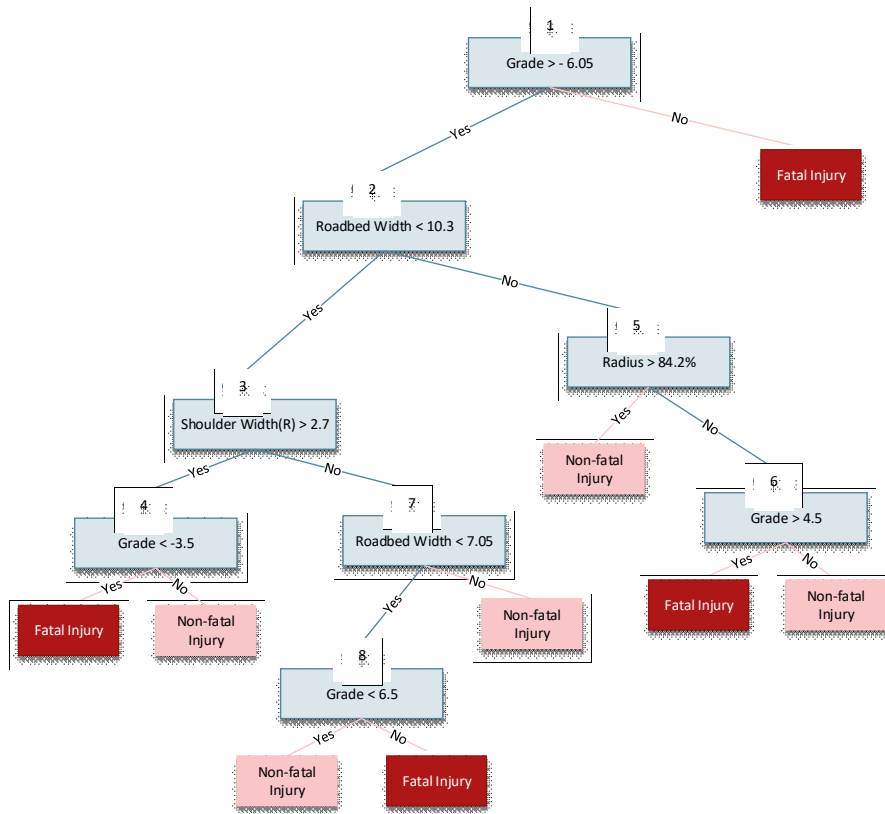 1
Grade > - 6.05
Yes
No
Fatal Injury
2
Roadbed Width < 10.3
Yes
No
5
Radius > 84.2%
3
Shoulder Width(R) > 2.7
Yes
No
Yes
No
Non-fatal
Injury
4
Grade < -3.5
7
Roadbed Width < 7.05
6
Grade > 4.5
Yes
No
Yes
No
Yes
No
Fatal Injury
Non-fatal
Injury
Non-fatal
Injury
Fatal Injury
Non-fatal
Injury
8
Grade < 6.5
Yes
No
Non-fatal
Injury
Fatal Injury